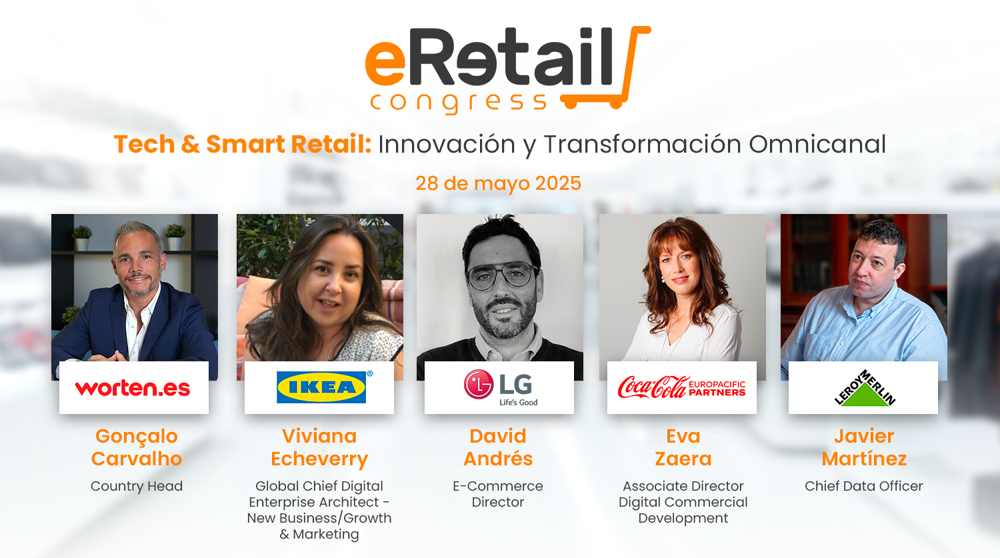 eRetail
congress
Tech & Smart Retail: Innovación y Transformación Omnicanal
28 de mayo 2025
worten.es
IKEA®
LG
Life's Good
Coca-Cola EUROPACIFIC PARTNERS
LEROY MERLIN
Gonçalo
Carvalho
Country Head
Viviana
Echeverry
Global Chief Digital
Enterprise Architect -
New Business/Growth
& Marketing
David
Andrés
E-Commerce
Director
Eva
Zaera
Associate Director
Digital Commercial
Development
Javier
Martínez
Chief Data Officer